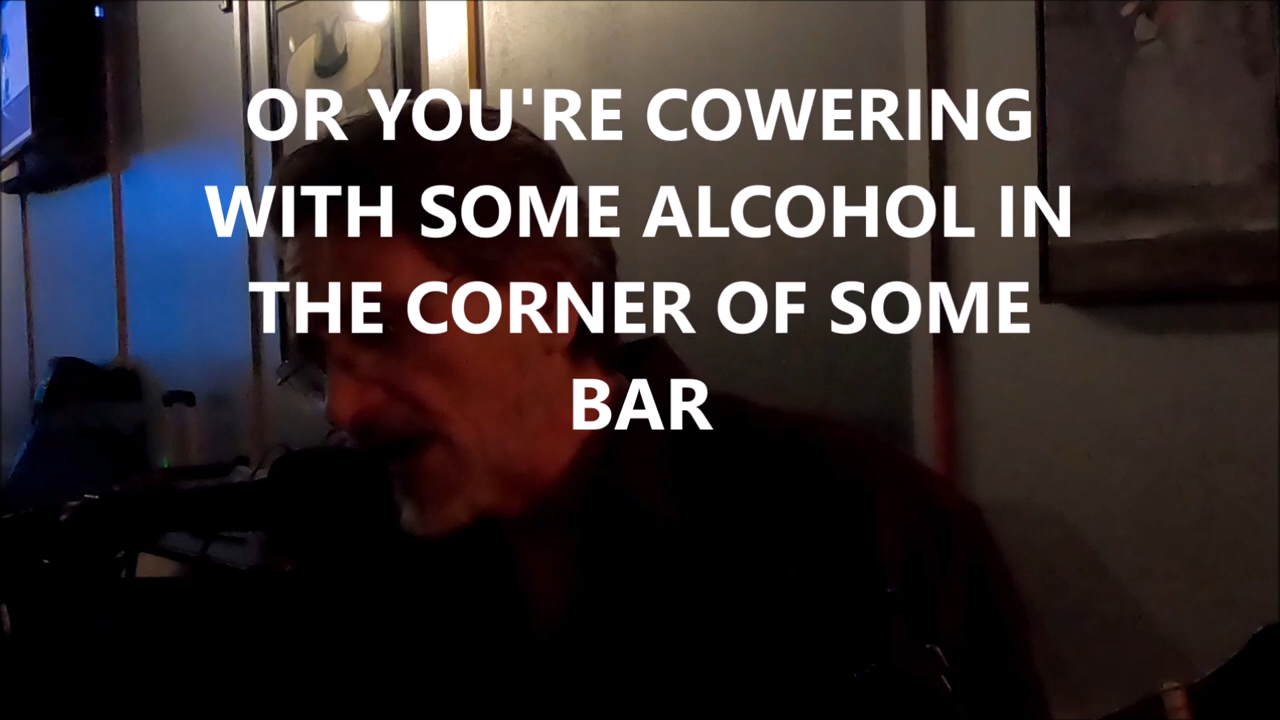 OR YOU'RE COWERING
WITH SOME ALCOHOL IN
THE CORNER OF SOME
BAR